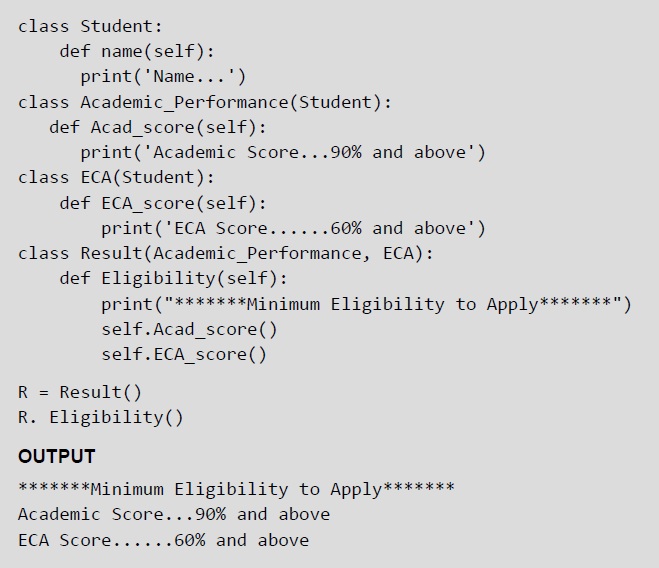 class Student:
    def name(self):
      print('Name...')
class Academic_Performance(Student):
   def Acad_score(self):
      print('Academic Score...90% and above')
class ECA(Student):
    def ECA_score(self):
        print('ECA Score......60% and above')
class Result(Academic_Performance, ECA):
    def Eligibility(self):
        print("*******Minimum Eligibility to Apply*******")
        self.Acad_score()
        self.ECA_score()
R = Result()
R. Eligibility()
OUTPUT
*******Minimum Eligibility to Apply*******
Academic Score...90% and above
ECA Score......60% and above